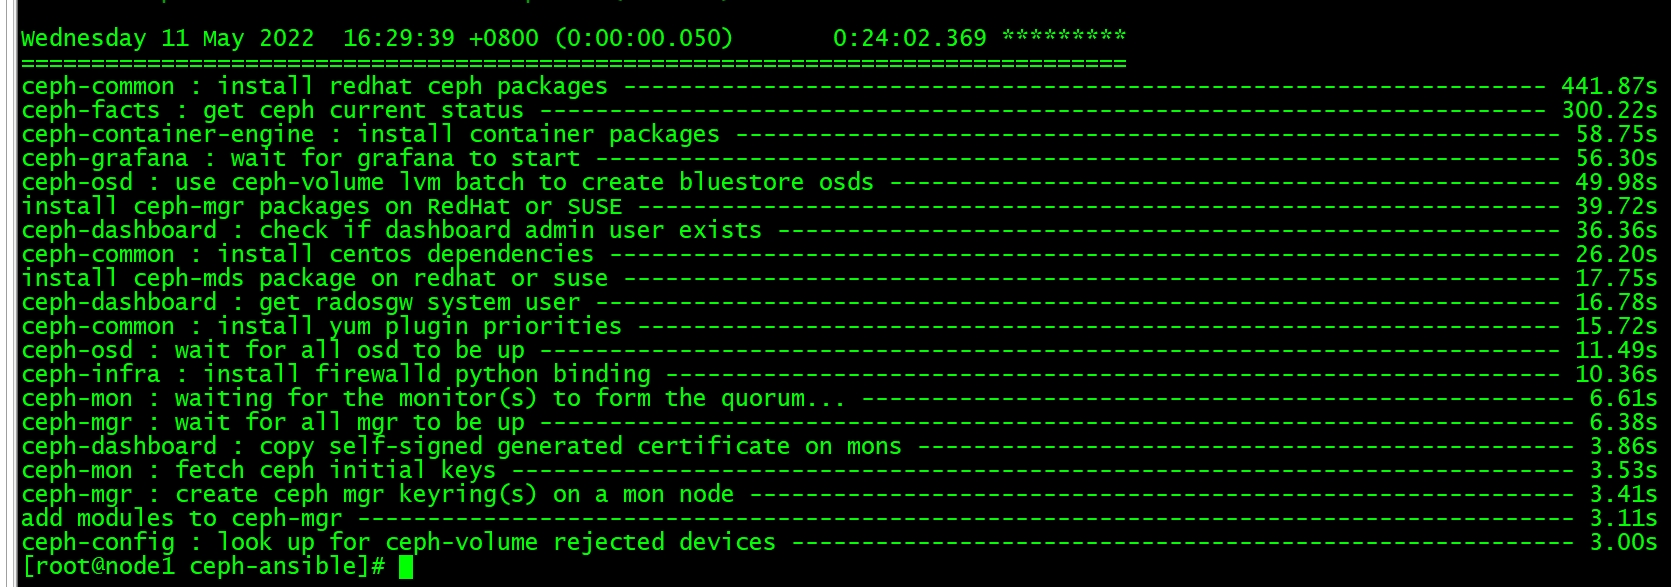 Wednesday 11 May 2022  16:29:39 +0800 (0:00:00.050)       0:24:02.369 *********
===============================================================================
ceph-common : install redhat ceph packages ------------------------------------------------------------------ 441.87s
ceph-facts : get ceph current status ------------------------------------------------------------------------ 300.22s
ceph-container-engine : install container packages ----------------------------------------------------------- 58.75s
ceph-grafana : wait for grafana to start --------------------------------------------------------------------- 56.30s
ceph-osd : use ceph-volume lvm batch to create bluestore osds ------------------------------------------------ 49.98s
install ceph-mgr packages on RedHat or SUSE ------------------------------------------------------------------ 39.72s
ceph-dashboard : check if dashboard admin user exists --------------------------------------------------------- 36.36s
ceph-common : install centos dependencies -------------------------------------------------------------------- 26.20s
install ceph-mds package on redhat or suse ------------------------------------------------------------------- 17.75s
ceph-dashboard : get radosgw system user --------------------------------------------------------------------- 16.78s
ceph-common : install yum plugin priorities ------------------------------------------------------------------ 15.72s
ceph-osd : wait for all osd to be up ------------------------------------------------------------------------- 11.49s
ceph-infra : install firewalld python binding ---------------------------------------------------------------- 10.36s
ceph-mon : waiting for the monitor(s) to form the quorum... --------------------------------------------------- 6.61s
ceph-mgr : wait for all mgr to be up -------------------------------------------------------------------------- 6.38s
ceph-dashboard : copy self-signed generated certificate on mons ----------------------------------------------- 3.86s
ceph-mon : fetch ceph initial keys ---------------------------------------------------------------------------- 3.53s
ceph-mgr : create ceph mgr keyring(s) on a mon node ----------------------------------------------------------- 3.41s
add modules to ceph-mgr --------------------------------------------------------------------------------------- 3.11s
ceph-config : look up for ceph-volume rejected devices -------------------------------------------------------- 3.00s
[root@node1 ceph-ansible]#